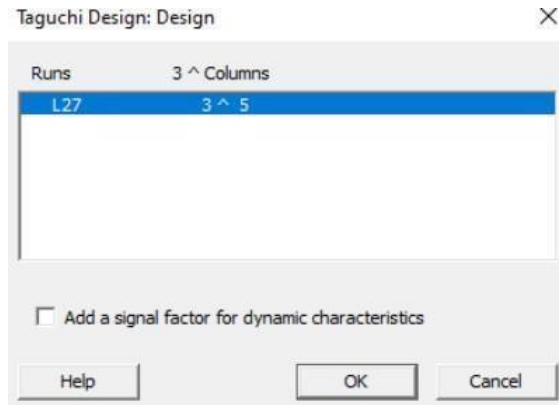 Taguchi Design: Design
Runs 3 ^ Columns
L27 3 ^ 5
Add a signal factor for dynamic characteristics
Help OK Cancel